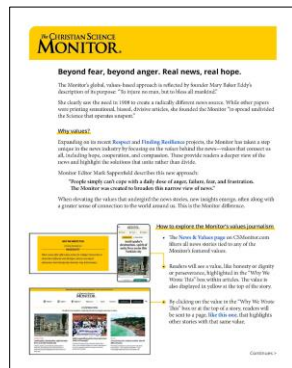 The CHRISTIAN SCIENCE
MONITOR.
Beyond fear, beyond anger. Real news, real hope.
The Monitor's global, values-based approach is reflected by founder Mary Baker Eddy's
description of its purpose: "To injure no man, but to bless all mankind."
She clearly saw the need in 1908 to create a radically different news source. While other papers
were printing sensational, biased, divisive articles, she founded the Monitor "to spread undivided
the Science that operates unspent."
Why values?
Expanding on its recent Respect and Finding Resilience projects, the Monitor has taken a step
unique to the news industry by focusing on the values behind the news—values that connect us
all, including hope, cooperation, and compassion. These provide readers a deeper view of the
news and highlight the solutions that unite rather than divide.
Monitor Editor Mark Sappenfield describes this new approach:
"People simply can't cope with a daily dose of anger, failure, fear, and frustration.
The Monitor was created to broaden this narrow view of news."
When elevating the values that undergird the news stories, new insights emerge, often along with
a greater sense of connection to the world around us. This is the Monitor difference.
How to explore the Monitor's values journalism
The News & Values page on CSMonitor.com
filters all news stories tied to any of the
Monitor's featured values.
Readers will see a value, like honesty or dignity
or perseverance, highlighted in the "Why We
Wrote This" box within articles. The value is
also displayed in yellow at the top of the story.
By clicking on the value in the "Why We Wrote
This" box or at the top of a story, readers will
be sent to a page, like this one, that highlights
other stories with that same value.
Continues >